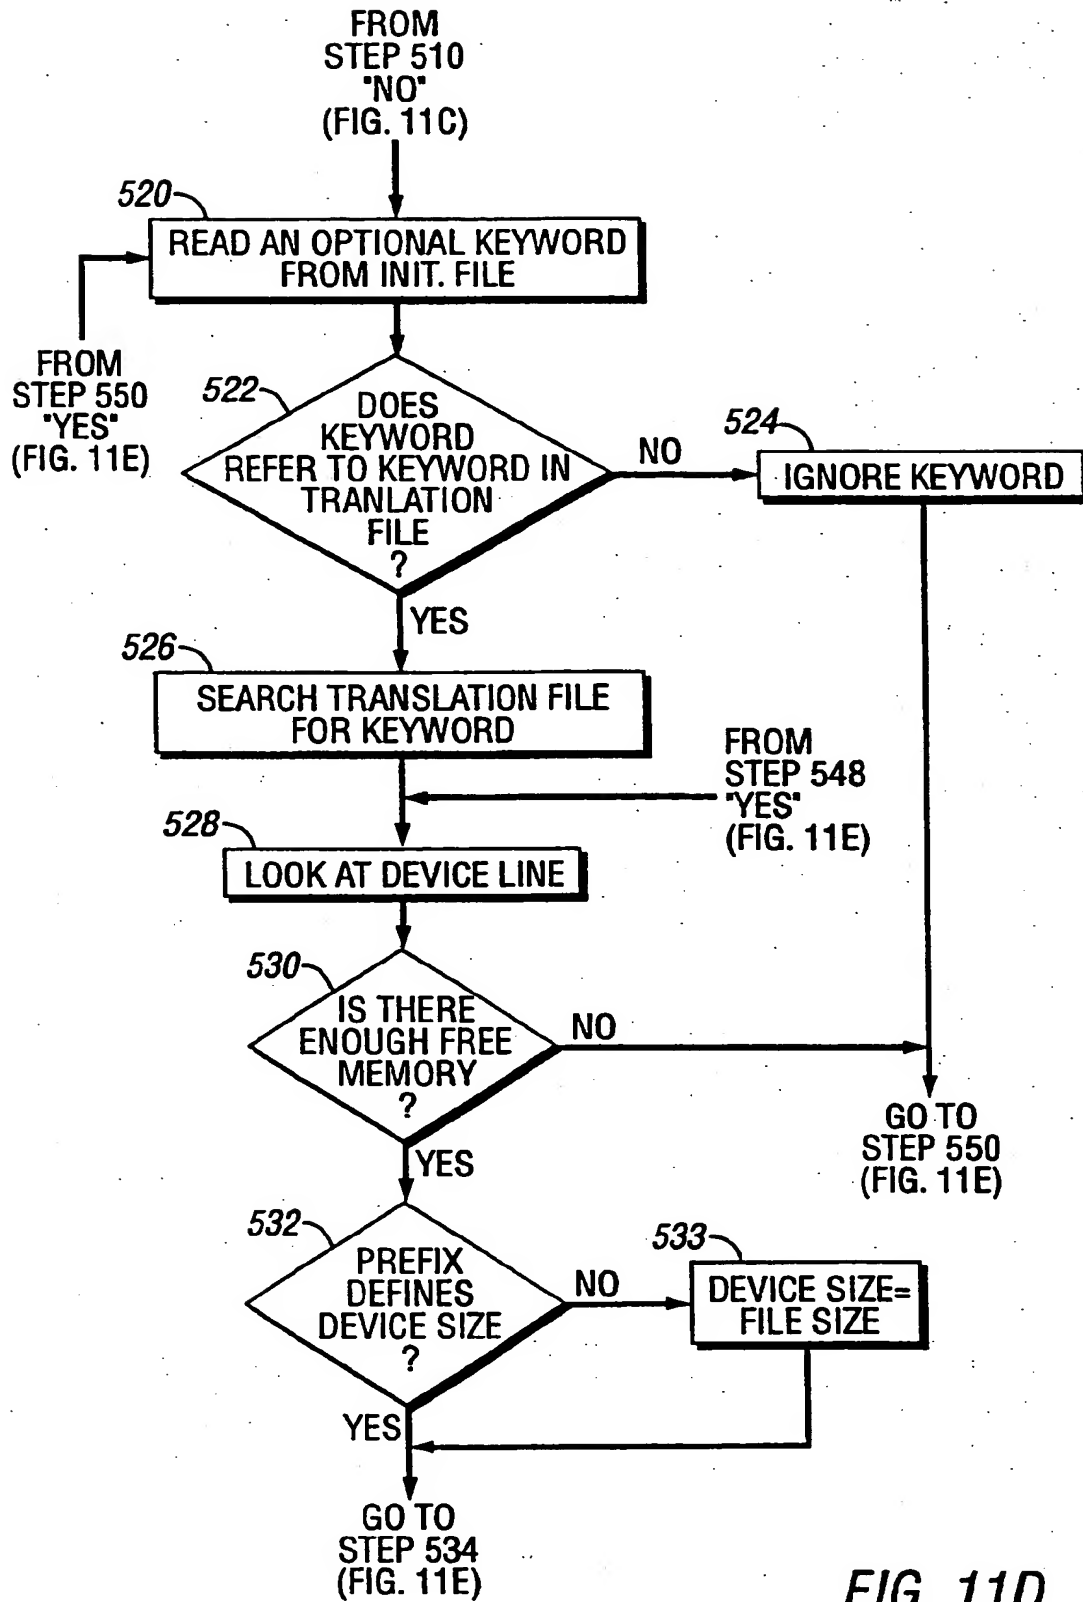 FROM
STEP 510
"NO"
(FIG. 11C)
520
READ AN OPTIONAL KEYWORD
FROM INIT. FILE
FROM
STEP 550
"YES"
(FIG. 11E)
522
DOES
KEYWORD
REFER TO KEYWORD IN
TRANLATION
FILE
?
NO
524
IGNORE KEYWORD
YES
526
SEARCH TRANSLATION FILE
FOR KEYWORD
FROM
STEP 548
"YES"
(FIG. 11E)
528
LOOK AT DEVICE LINE
530
IS THERE
ENOUGH FREE
MEMORY
?
NO
GO TO
STEP 550
(FIG. 11E)
YES
532
PREFIX
DEFINES
DEVICE SIZE
?
NO
533
DEVICE SIZE=
FILE SIZE
YES
GO TO
STEP 534
(FIG. 11E)
FIG. 11D